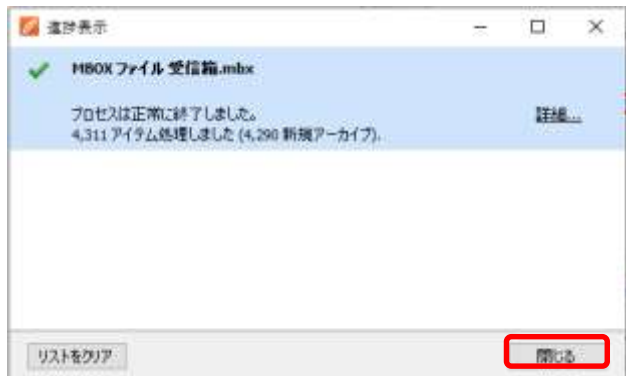 進捗表示
MBOX ファイル 受信箱.mbx
プロセスは正常に終了しました。
詳細...
4,311 アイテム処理しました (4,290 新規アーカイブ).
リストをクリア
閉じる